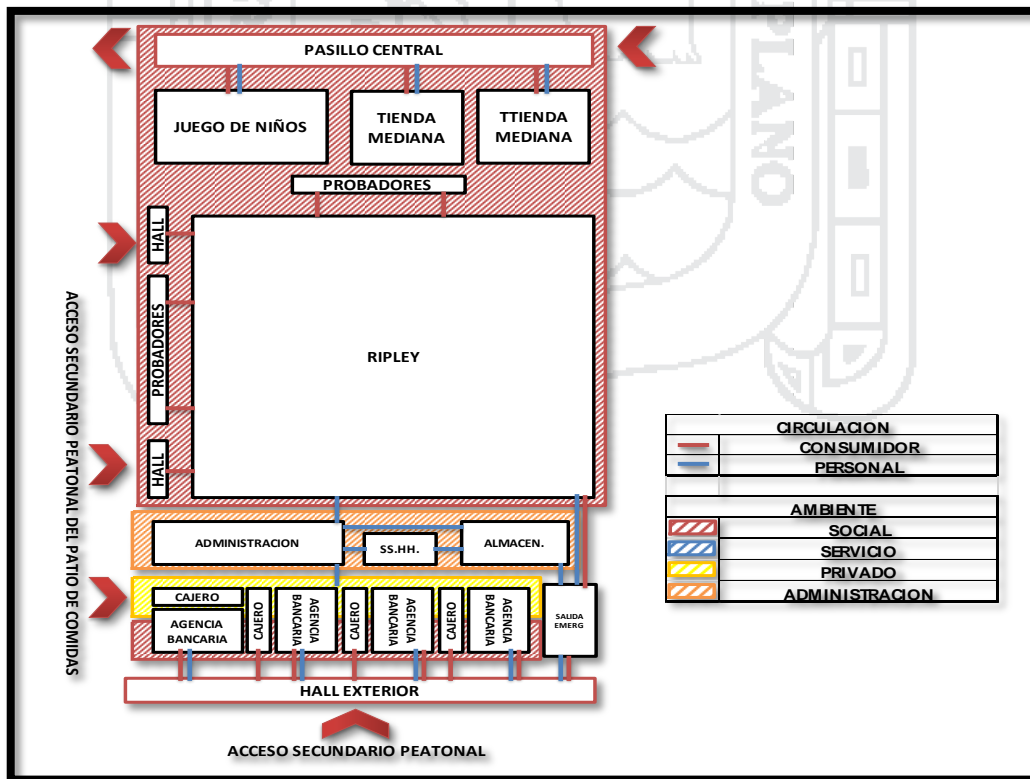 PASILLO CENTRAL
JUEGO DE NIÑOS
TIENDA
MEDIANA
TTIENDA
MEDIANA
PROBADORES
HALL
PROBADORES
HALL
RIPLEY
ACCESO SECUNDARIO PEATONAL DEL PATIO DE COMIDAS
ADMINISTRACION
SS.HH.
ALMACEN.
CAJERO
AGENCIA
BANCARIA
CAJERO
AGENCIA
BANCARIA
CAJERO
AGENCIA
BANCARIA
CAJERO
AGENCIA
BANCARIA
SALIDA
EMERG
HALL EXTERIOR
ACCESO SECUNDARIO PEATONAL
CIRCULACION
CONSUMIDOR
PERSONAL
AMBIENTE
SOCIAL
SERVICIO
PRIVADO
ADMINISTRACION
PLANO